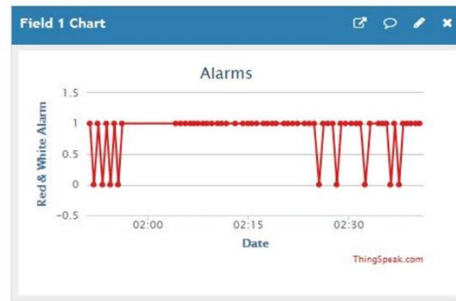 Field 1 Chart
Alarms
Red & White Alarm
1.5
1
0.5
0
-0.5
02:00 02:15 02:30
Date
ThingSpeak.com